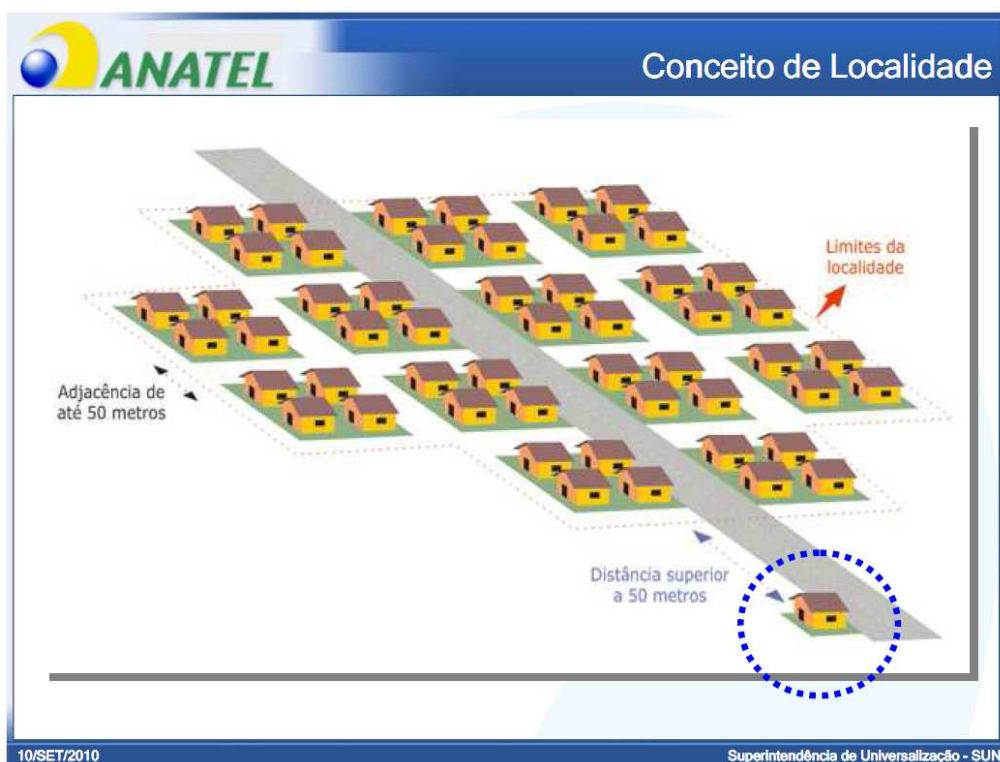 ANATEL
Conceito de Localidade
Limites da
localidade
Adjacência de
até 50 metros
Distância superior
a 50 metros
10/SET/2010
Superintendência de Universalização - SUN